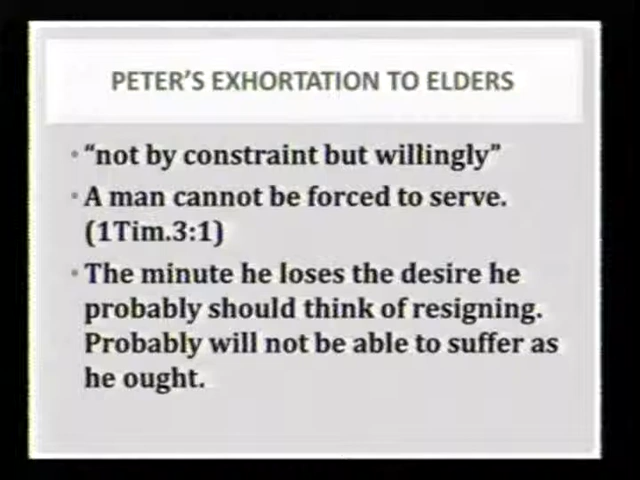 PETER'S EXHORTATION TO ELDERS
• "not by constraint but willingly"
• A man cannot be forced to serve.
(1Tim.3:1)
• The minute he loses the desire he
probably should think of resigning.
Probably will not be able to suffer as
he ought.